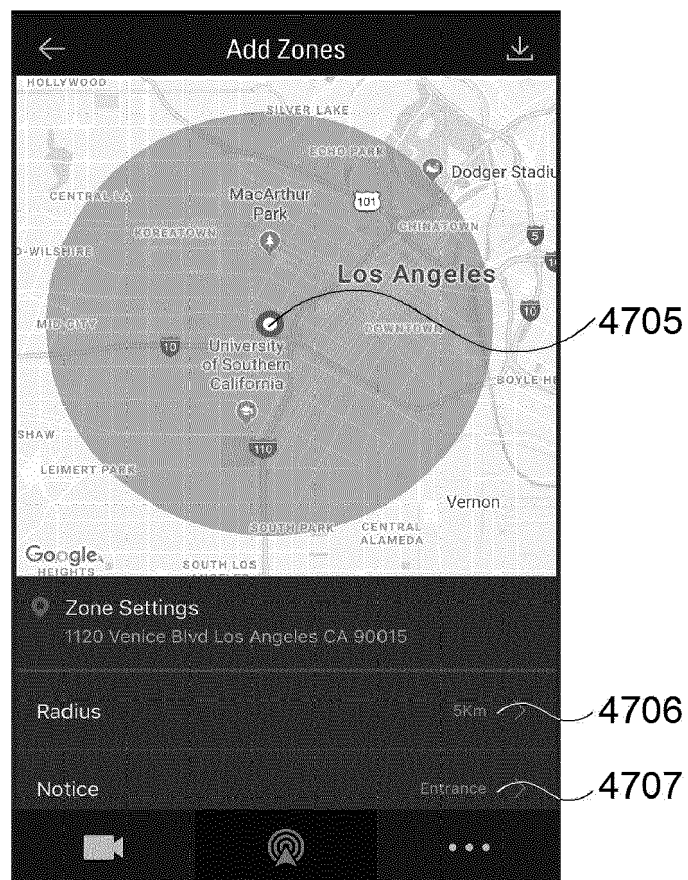 Add Zones
HOLLYWOOD
SILVER LAKE
ECHO PARK
Dodger Stadiu
CENTRAL LA
MacArthur
Park
101
KOREATOWN
CHINATOWN
5
D-WILSHIRE
10
Los Angeles
4705
MID-CITY
DOWNTOWN
10
10
University
of Southern
California
BOYLE HE
SHAW
110
LEIMERT PARK
Vernon
SOUTH PARK
CENTRAL
ALAMEDA
Google
HEIGHTS
SOUTH LOS
ANGELES
Zone Settings
1120 Venice Blvd Los Angeles CA 90015
Radius
5Km
4706
Notice
Entrance
4707